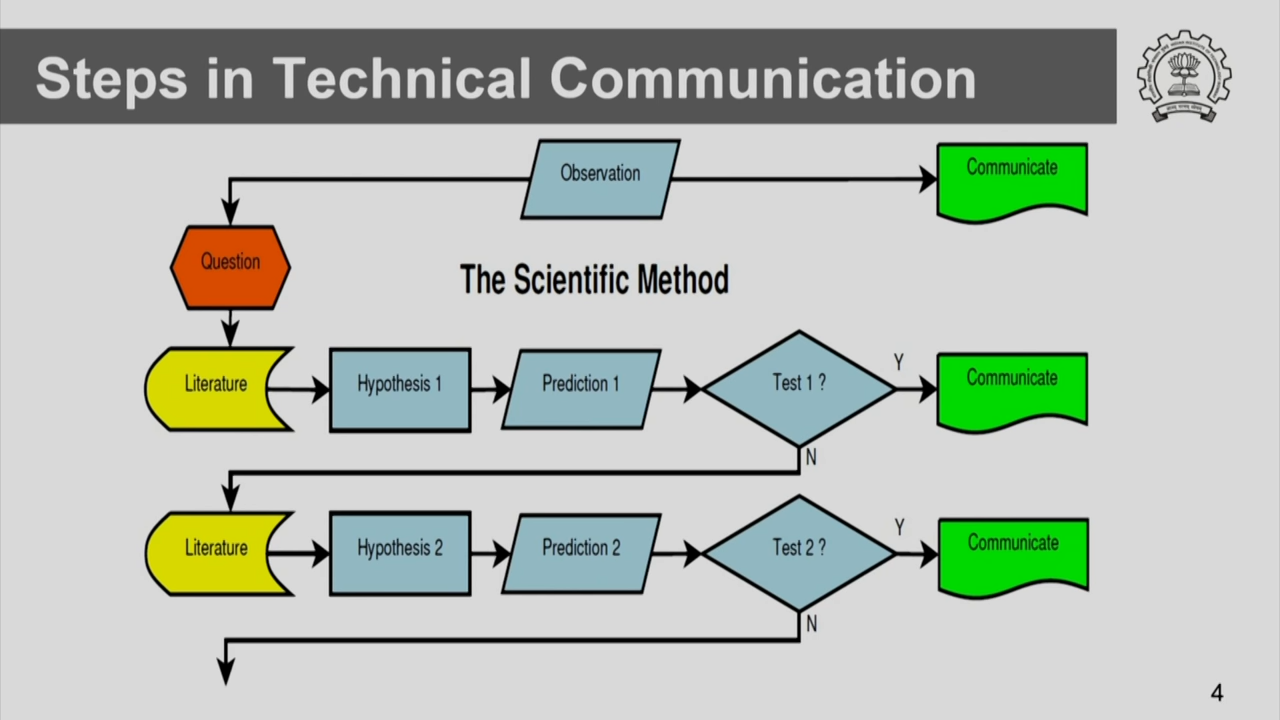 Steps in Technical Communication
Observation
Communicate
Question
The Scientific Method
Literature
Hypothesis 1
Prediction 1
Test 1 ?
Y
Communicate
N
Literature
Hypothesis 2
Prediction 2
Test 2 ?
Y
Communicate
N
4